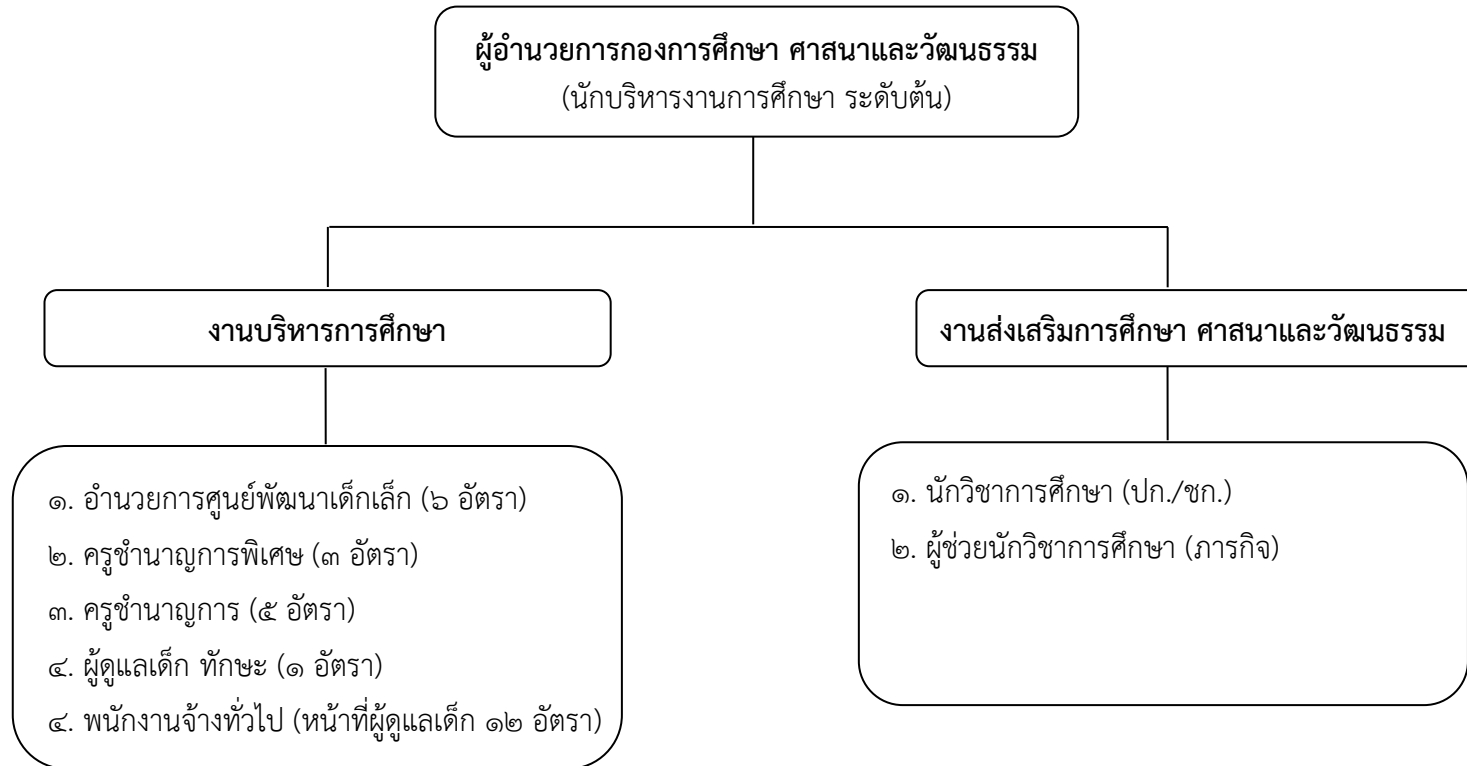 ผู้อำนวยการกองการศึกษา ศาสนาและวัฒนธรรม
(นักบริหารงานการศึกษา ระดับต้น)
งานบริหารการศึกษา
งานส่งเสริมการศึกษา ศาสนาและวัฒนธรรม
๑. อำนวยการศูนย์พัฒนาเด็กเล็ก (๖ อัตรา)
๒. ครูชำนาญการพิเศษ (๓ อัตรา)
๓. ครูชำนาญการ (๕ อัตรา)
๔. ผู้ดูแลเด็ก ทักษะ (๑ อัตรา)
๔. พนักงานจ้างทั่วไป (หน้าที่ผู้ดูแลเด็ก ๑๒ อัตรา)
๑. นักวิชาการศึกษา (ปก./ชก.)
๒. ผู้ช่วยนักวิชาการศึกษา (ภารกิจ)